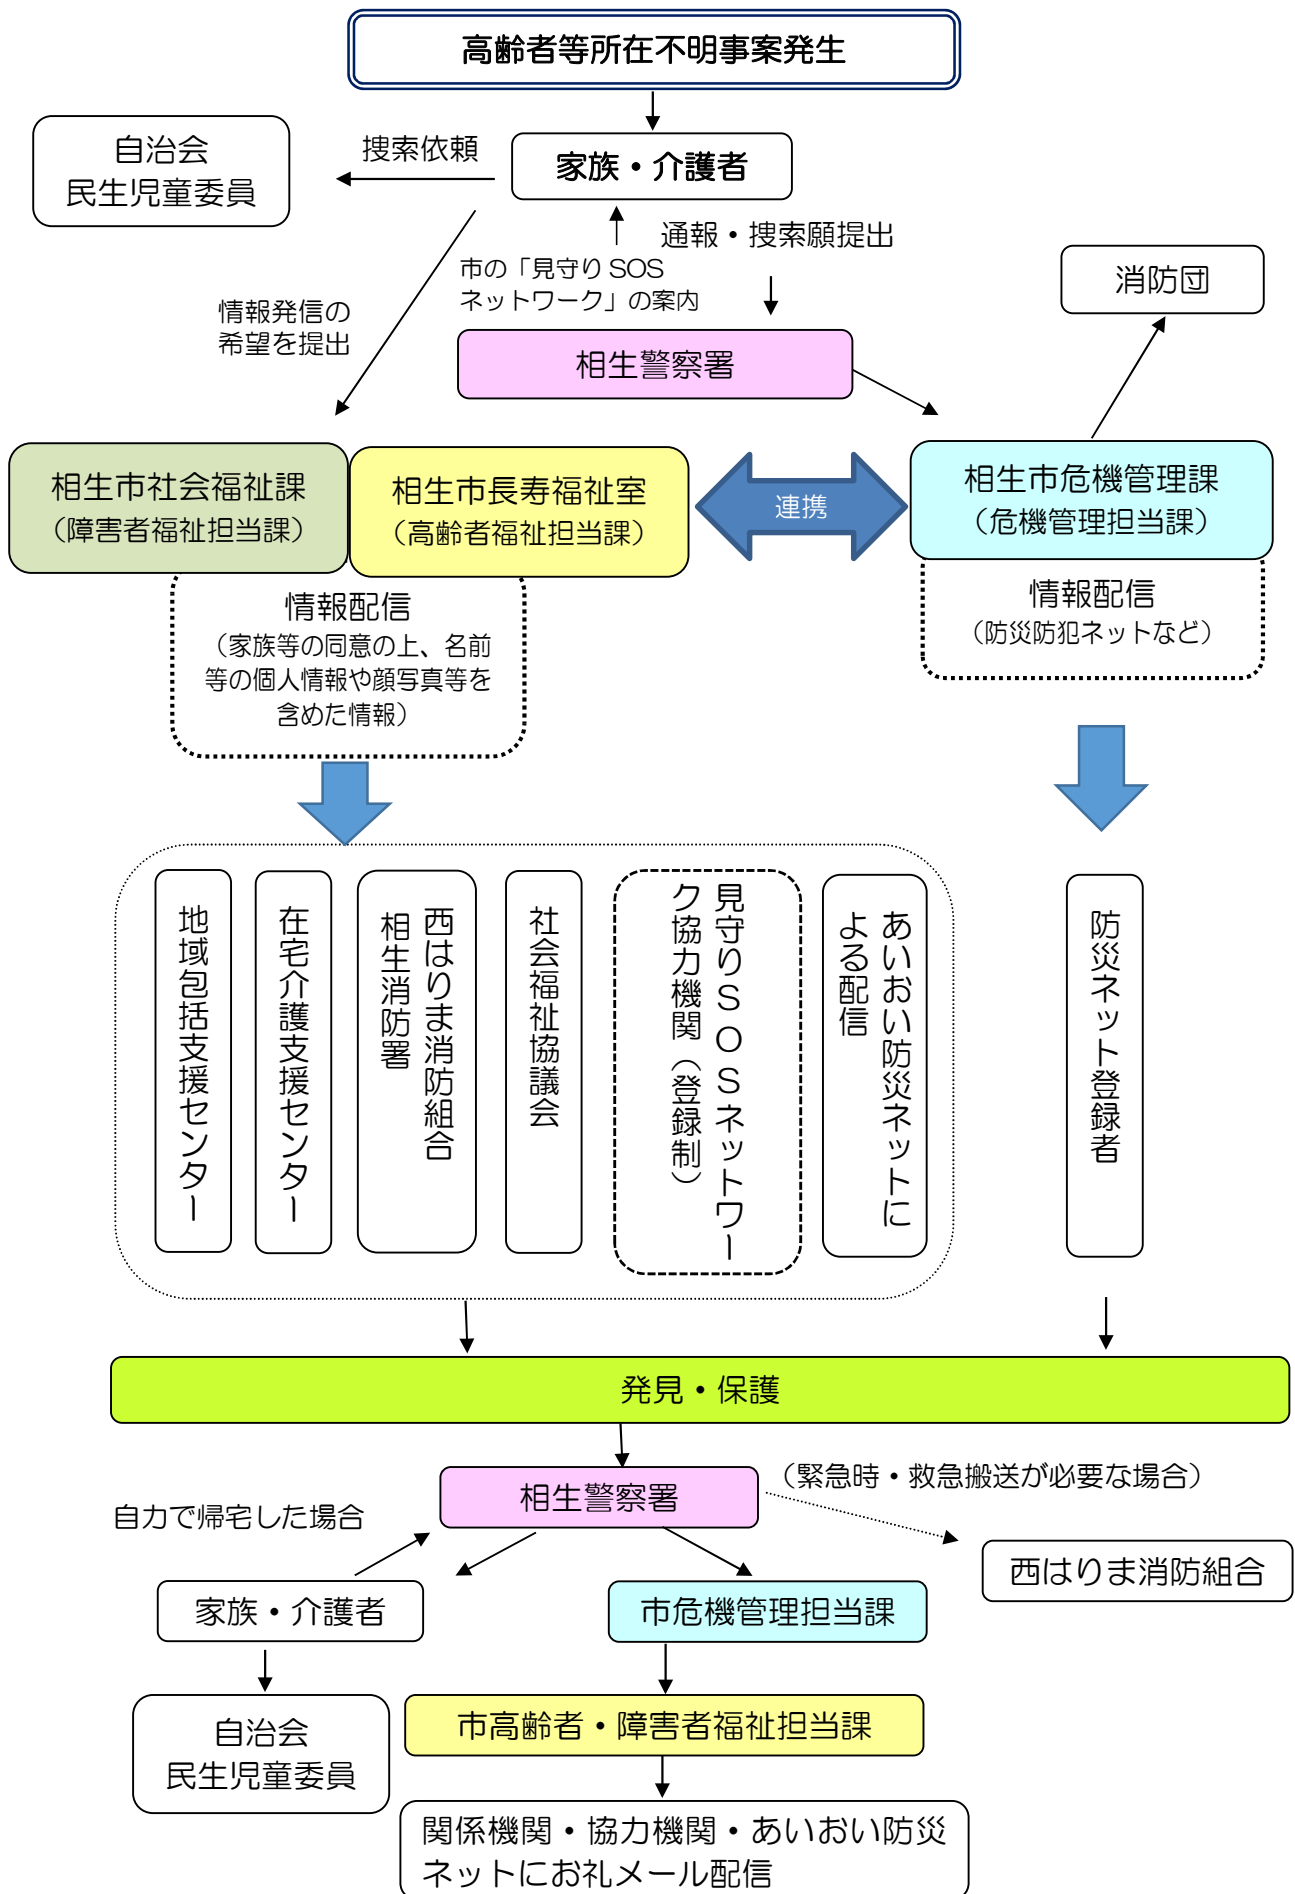 高齢者等所在不明事案発生
自治会
民生児童委員
捜索依頼
家族・介護者
通報・捜索願提出
市の「見守りSOS
ネットワーク」の案内
消防団
情報発信の
希望を提出
相生警察署
相生市社会福祉課
（障害者福祉担当課）
相生市長寿福祉室
（高齢者福祉担当課）
連携
相生市危機管理課
（危機管理担当課）
情報配信
（家族等の同意の上、名前
等の個人情報や顔写真等を
含めた情報）
情報配信
（防災防犯ネットなど）
地域包括支援センター
在宅介護支援センター
西はりま消防組合
相生消防署
社会福祉協議会
見守りSOSネットワー
ク協力機関（登録制）
あいおい防災ネットに
よる配信
防災ネット登録者
発見・保護
相生警察署
（緊急時・救急搬送が必要な場合）
自力で帰宅した場合
西はりま消防組合
家族・介護者
市危機管理担当課
自治会
民生児童委員
市高齢者・障害者福祉担当課
関係機関・協力機関・あいおい防災
ネットにお礼メール配信